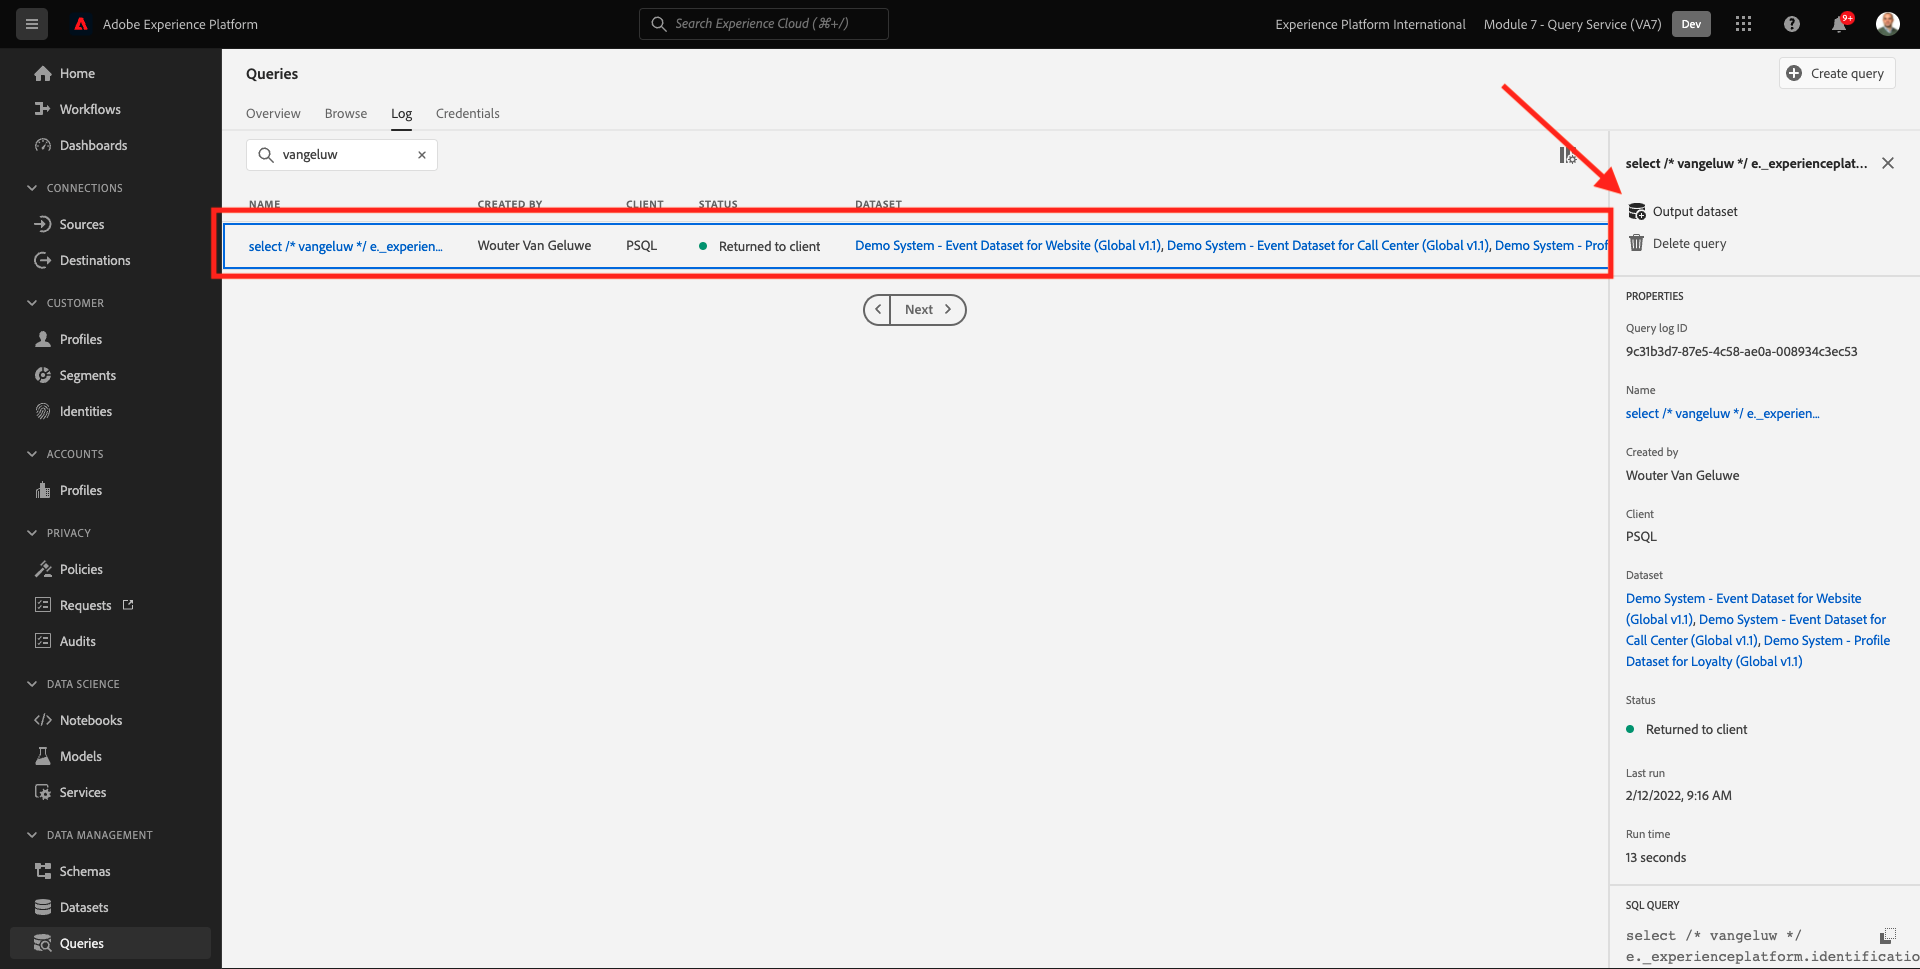 Adobe Experience Platform
Search Experience Cloud (⌘+/)
Experience Platform International
Module 7 - Query Service (VA7)
Dev
9+
Home
Workflows
Dashboards
CONNECTIONS
Sources
Destinations
CUSTOMER
Profiles
Segments
Identities
ACCOUNTS
Profiles
PRIVACY
Policies
Requests
Audits
DATA SCIENCE
Notebooks
Models
Services
DATA MANAGEMENT
Schemas
Datasets
Queries
Queries
Create query
Overview Browse Log Credentials
vangeluw
NAME CREATED BY CLIENT STATUS DATASET
select /* vangeluw */ e._experien... Wouter Van Geluwe PSQL Returned to client Demo System - Event Dataset for Website (Global v1.1), Demo System - Event Dataset for Call Center (Global v1.1), Demo System - Prof
Next
select /* vangeluw */ e._experienceplat...
Output dataset
Delete query
PROPERTIES
Query log ID
9c31b3d7-87e5-4c58-ae0a-008934c3ec53
Name
select /* vangeluw */ e._experien...
Created by
Wouter Van Geluwe
Client
PSQL
Dataset
Demo System - Event Dataset for Website
(Global v1.1), Demo System - Event Dataset for
Call Center (Global v1.1), Demo System - Profile
Dataset for Loyalty (Global v1.1)
Status
Returned to client
Last run
2/12/2022, 9:16 AM
Run time
13 seconds
SQL QUERY
select /* vangeluw */
e._experienceplatform.identificatio